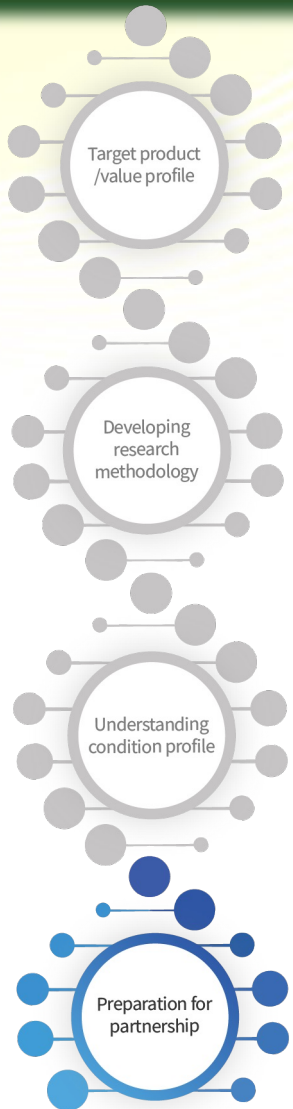 Target product
/value profile
Developing
research
methodology
Understanding
condition profile
Preparation for
partnership